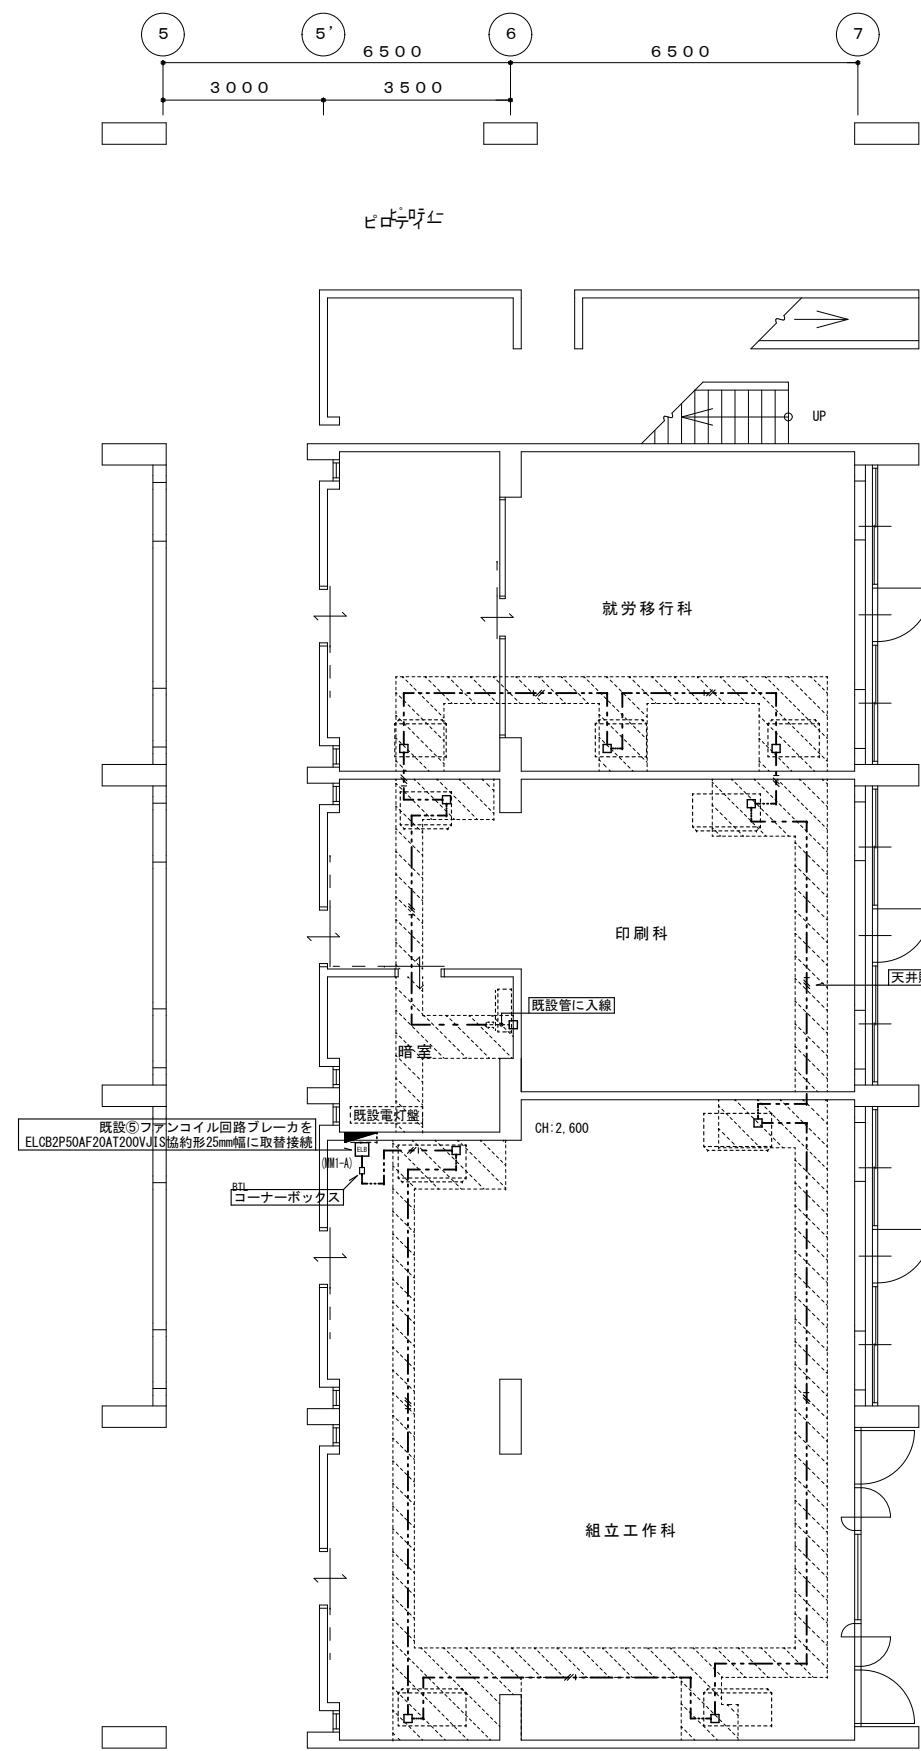 5
5'
6
7
6500
6500
3000
3500
ピロティー
UP
就労移行科
印刷科
天井
既設管に入線
暗室
既設電灯盤
既設⑤ファンコイル回路ブレーカを
ELCB2P50AF20AT200VJIS協約形25mm幅に取替接続
CH:2,600
ELB
(MM1-A)
BTL
コーナーボックス
組立工作科